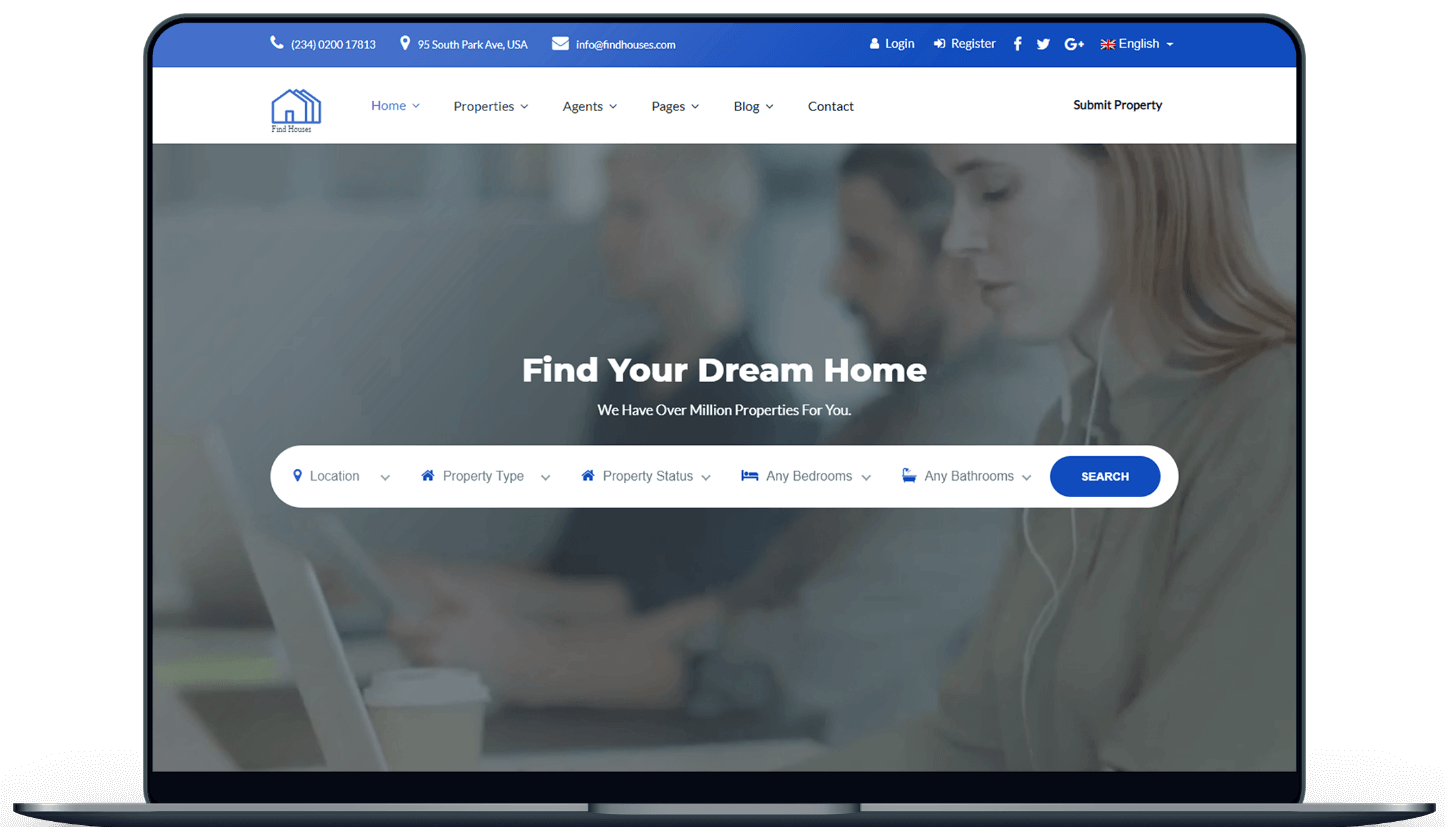 (234) 0200 17813 95 South Park Ave, USA info@findhouses.com Login Register English
Find Houses
Home Properties Agents Pages Blog Contact Submit Property
Find Your Dream Home
We Have Over Million Properties For You.
Location Property Type Property Status Any Bedrooms Any Bathrooms SEARCH